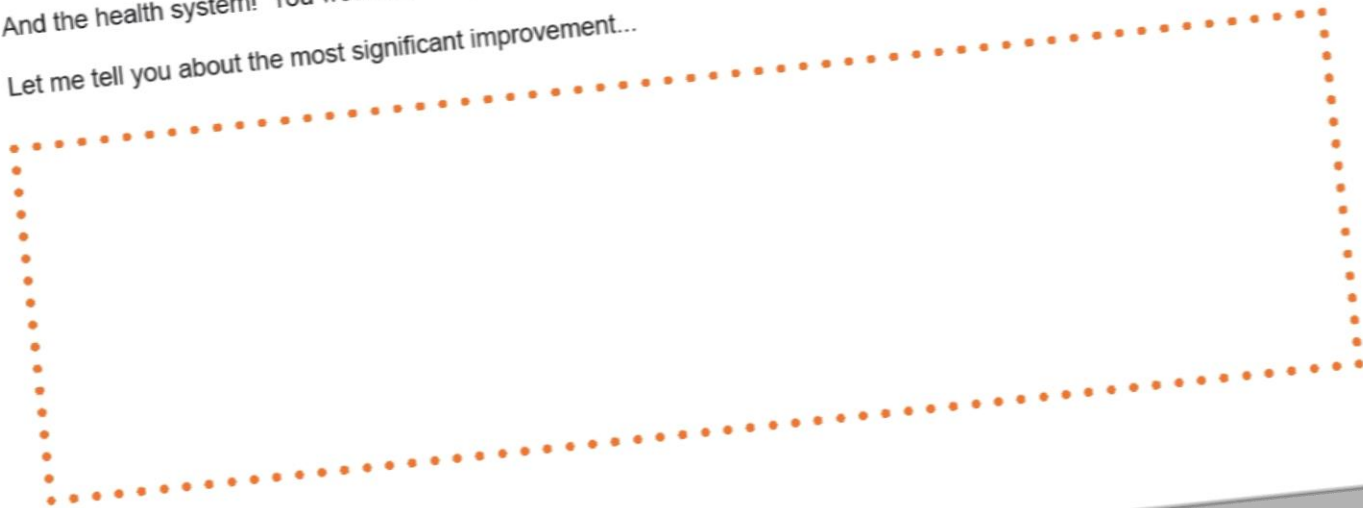 And the health system!
Let me tell you about the most significant improvement...